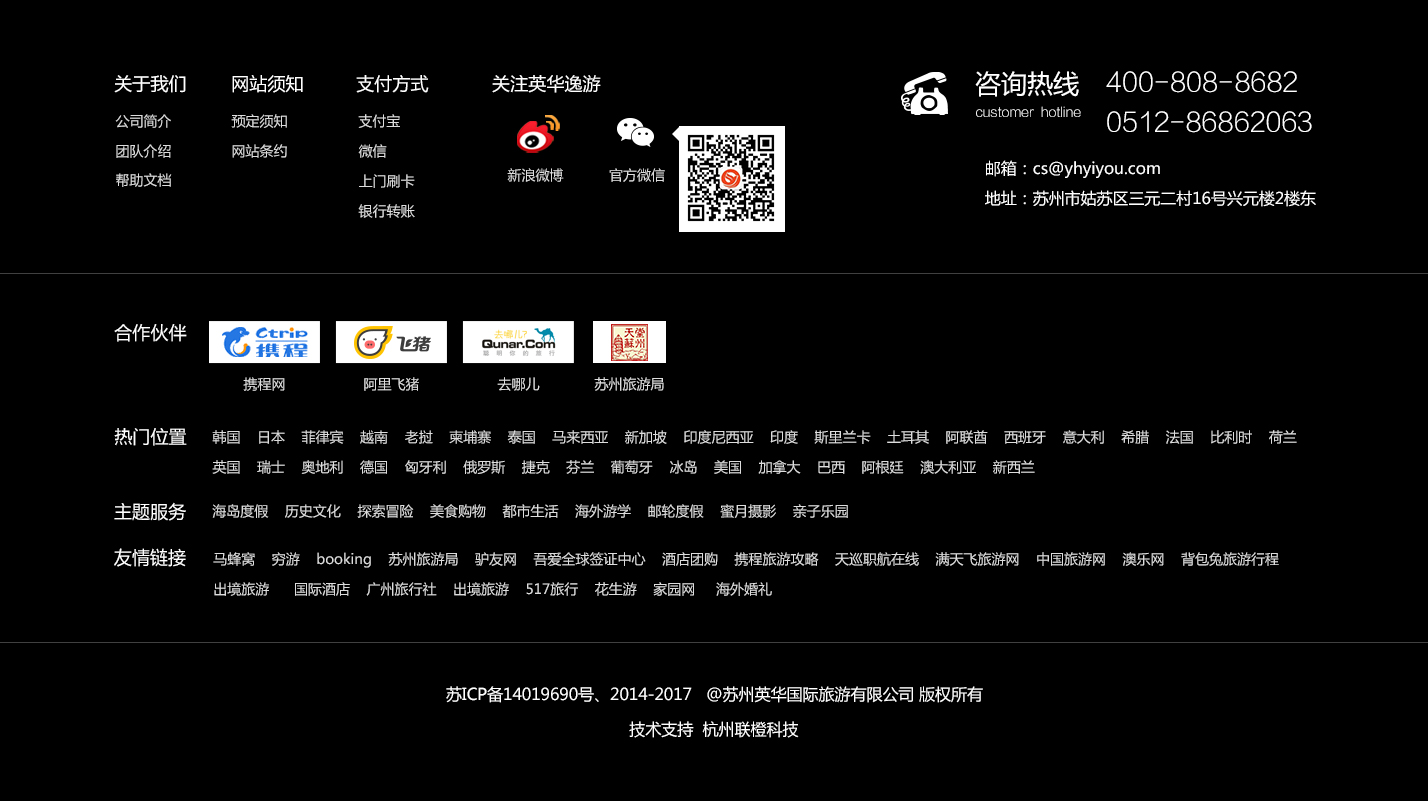 关于我们 网站须知 支付方式 关注英华逸游
公司简介 预定须知 支付宝
团队介绍 网站条约 微信
帮助文档 上门刷卡
银行转账
新浪微博 官方微信
咨询热线 400-808-8682
customer hotline 0512-86862063
邮箱：cs@yhyiyou.com
地址：苏州市姑苏区三元二村16号兴元楼2楼东
合作伙伴
Ctrip 携程
飞猪
去哪儿?
Qunar.Com
聪明你的旅行
天堂苏州
携程网 阿里飞猪 去哪儿 苏州旅游局
热门位置 韩国 日本 菲律宾 越南 老挝 柬埔寨 泰国 马来西亚 新加坡 印度尼西亚 印度 斯里兰卡 土耳其 阿联酋 西班牙 意大利 希腊 法国 比利时 荷兰
英国 瑞士 奥地利 德国 匈牙利 俄罗斯 捷克 芬兰 葡萄牙 冰岛 美国 加拿大 巴西 阿根廷 澳大利亚 新西兰
主题服务 海岛度假 历史文化 探索冒险 美食购物 都市生活 海外游学 邮轮度假 蜜月摄影 亲子乐园
友情链接 马蜂窝 穷游 booking 苏州旅游局 驴友网 吾爱全球签证中心 酒店团购 携程旅游攻略 天巡职航在线 满天飞旅游网 中国旅游网 澳乐网 背包兔旅游行程
出境旅游 国际酒店 广州旅行社 出境旅游 517旅行 花生游 家园网 海外婚礼
苏ICP备14019690号、2014-2017 @苏州英华国际旅游有限公司 版权所有
技术支持 杭州联橙科技